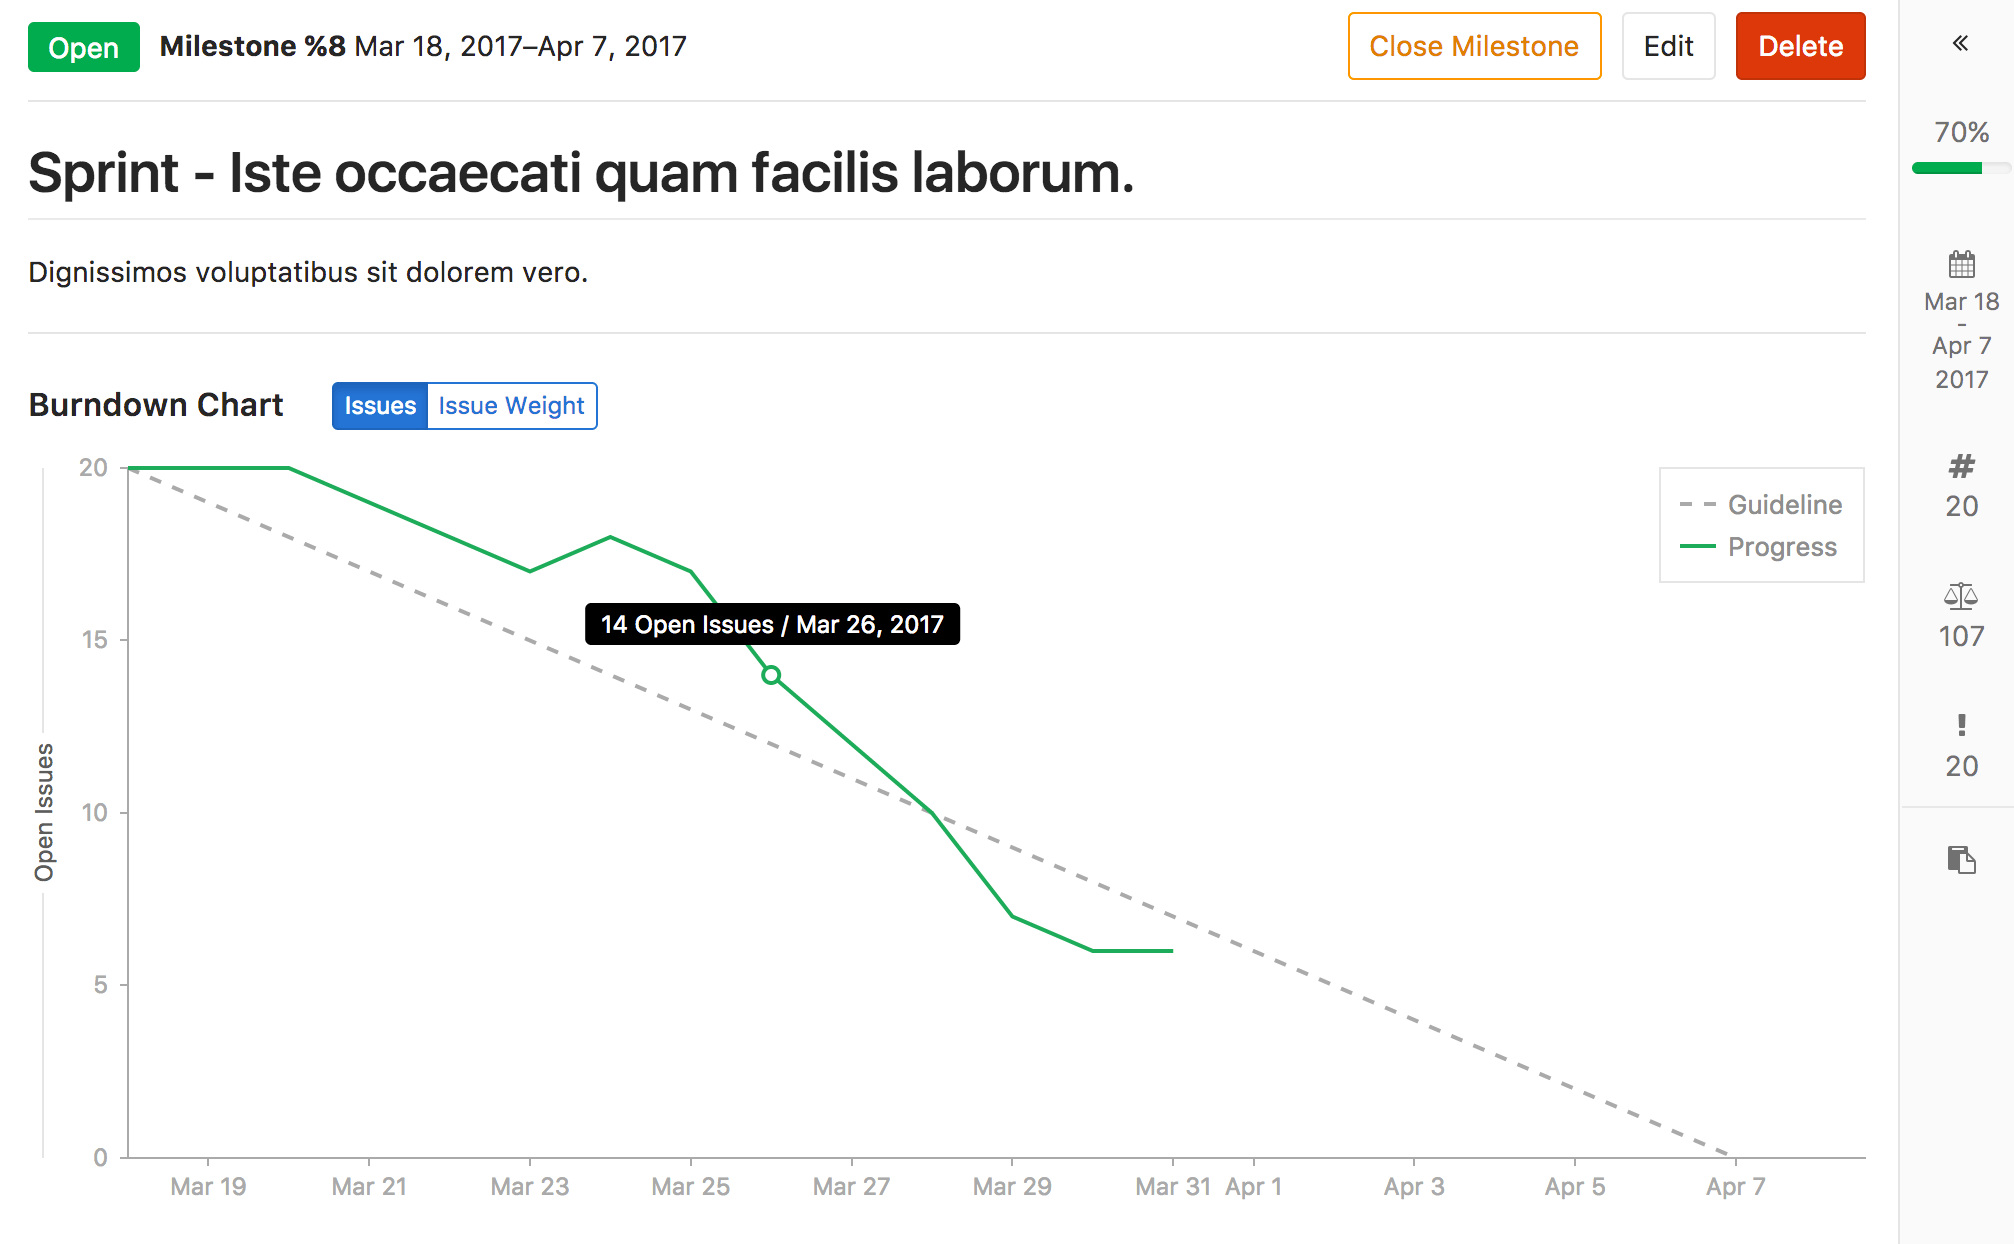 Open Milestone %8 Mar 18, 2017–Apr 7, 2017 Close Milestone Edit Delete
Sprint - Iste occaecati quam facilis laborum.
Dignissimos voluptatibus sit dolorem vero.
Burndown Chart Issues Issue Weight
20
15
10
5
0
Open Issues
14 Open Issues / Mar 26, 2017
Guideline
Progress
Mar 19 Mar 21 Mar 23 Mar 25 Mar 27 Mar 29 Mar 31 Apr 1 Apr 3 Apr 5 Apr 7
«
70%
Mar 18
-
Apr 7
2017
#
20
107
!
20